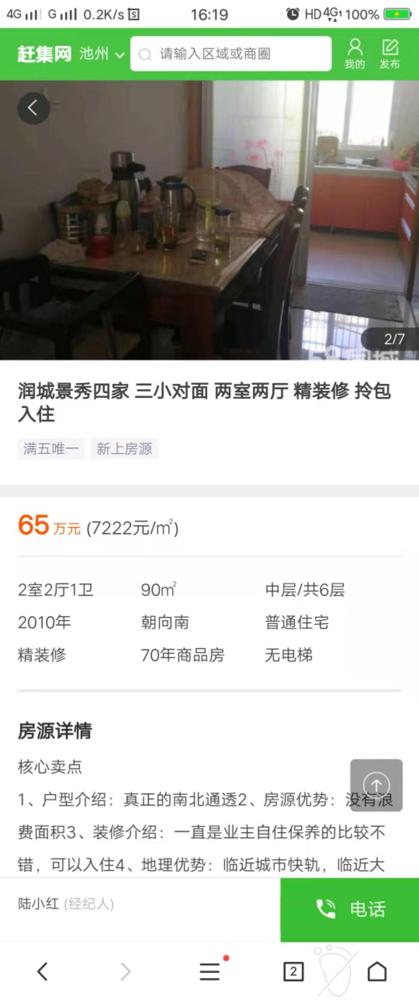 4G G 0.2K/s S 16:19 HD 4G1 100%
赶集网 池州 请输入区域或商圈 我的 发布
2/7
润城景秀四家 三小对面 两室两厅 精装修 拎包
入住
满五唯一 新上房源
65万元 (7222元/㎡)
2室2厅1卫 90㎡ 中层/共6层
2010年 朝向南 普通住宅
精装修 70年商品房 无电梯
房源详情
核心卖点
1、户型介绍：真正的南北通透2、房源优势：没有浪
费面积3、装修介绍：一直是业主自住保养的比较不
错，可以入住4、地理优势：临近城市快轨，临近大
陆小红 (经纪人) 电话
2